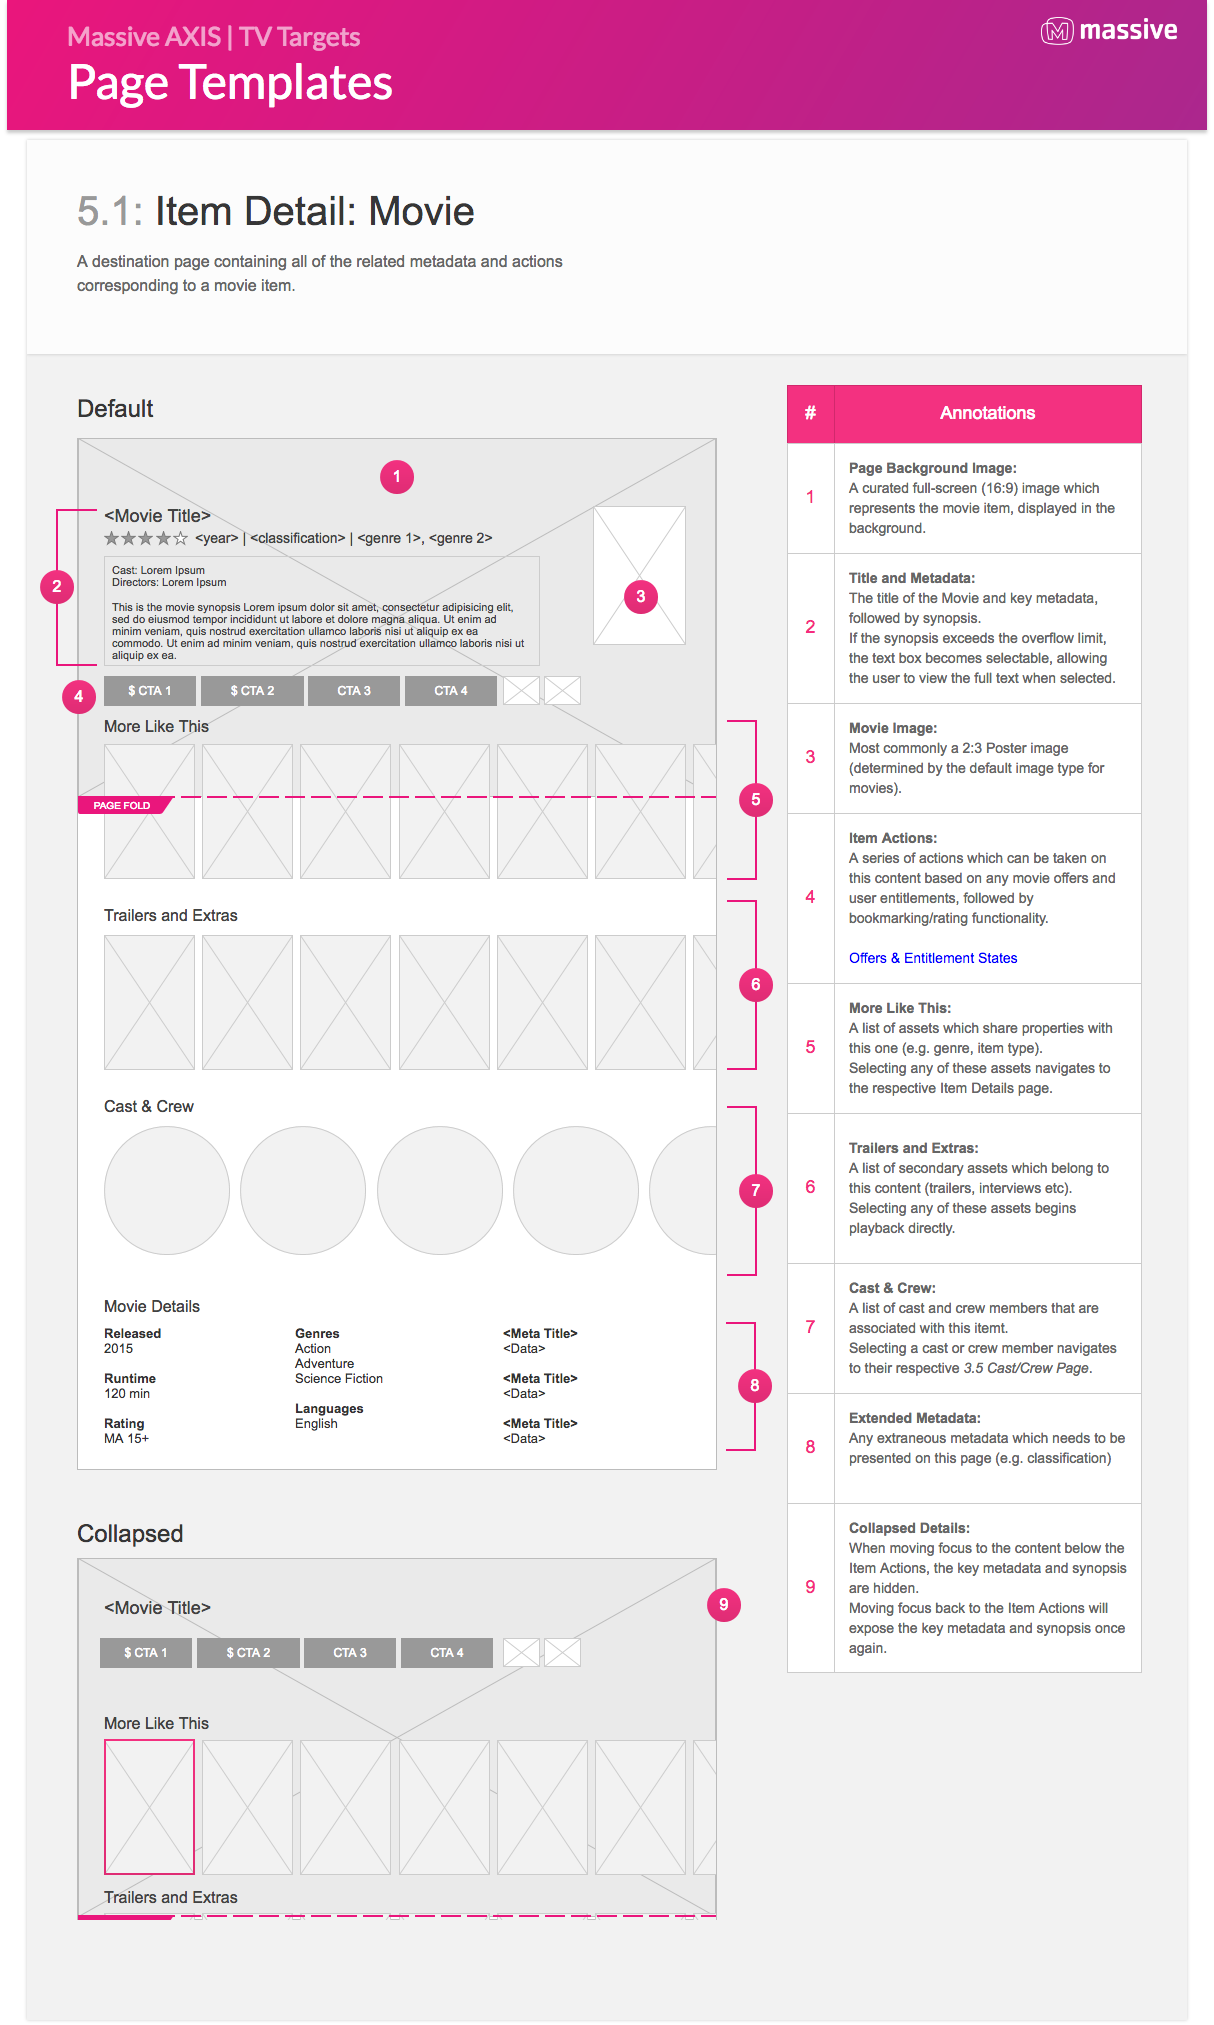 Massive AXIS | TV Targets
massive
Page Templates
5.1: Item Detail: Movie
A destination page containing all of the related metadata and actions
corresponding to a movie item.
Default
1
<Movie Title>
<year> | <classification> | <genre 1>, <genre 2>
2
Cast: Lorem Ipsum
Directors: Lorem Ipsum
This is the movie synopsis Lorem ipsum dolor sit amet, consectetur adipisicing elit,
sed do eiusmod tempor incididunt ut labore et dolore magna aliqua. Ut enim ad
minim veniam, quis nostrud exercitation ullamco laboris nisi ut aliquip ex ea
commodo. Ut enim ad minim veniam, quis nostrud exercitation ullamco laboris nisi ut
aliquip ex ea.
3
4
$ CTA 1
$ CTA 2
CTA 3
CTA 4
More Like This
PAGE FOLD
5
Trailers and Extras
6
Cast & Crew
7
Movie Details
Released
2015
Runtime
120 min
Rating
MA 15+
Genres
Action
Adventure
Science Fiction
Languages
English
<Meta Title>
<Data>
<Meta Title>
<Data>
<Meta Title>
<Data>
8
Collapsed
9
<Movie Title>
$ CTA 1
$ CTA 2
CTA 3
CTA 4
More Like This
Trailers and Extras
#
Annotations
1
Page Background Image:
A curated full-screen (16:9) image which
represents the movie item, displayed in the
background.
2
Title and Metadata:
The title of the Movie and key metadata,
followed by synopsis.
If the synopsis exceeds the overflow limit,
the text box becomes selectable, allowing
the user to view the full text when selected.
3
Movie Image:
Most commonly a 2:3 Poster image
(determined by the default image type for
movies).
4
Item Actions:
A series of actions which can be taken on
this content based on any movie offers and
user entitlements, followed by
bookmarking/rating functionality.
Offers & Entitlement States
5
More Like This:
A list of assets which share properties with
this one (e.g. genre, item type).
Selecting any of these assets navigates to
the respective Item Details page.
6
Trailers and Extras:
A list of secondary assets which belong to
this content (trailers, interviews etc).
Selecting any of these assets begins
playback directly.
7
Cast & Crew:
A list of cast and crew members that are
associated with this itemt.
Selecting a cast or crew member navigates
to their respective 3.5 Cast/Crew Page.
8
Extended Metadata:
Any extraneous metadata which needs to be
presented on this page (e.g. classification)
9
Collapsed Details:
When moving focus to the content below the
Item Actions, the key metadata and synopsis
are hidden.
Moving focus back to the Item Actions will
expose the key metadata and synopsis once
again.